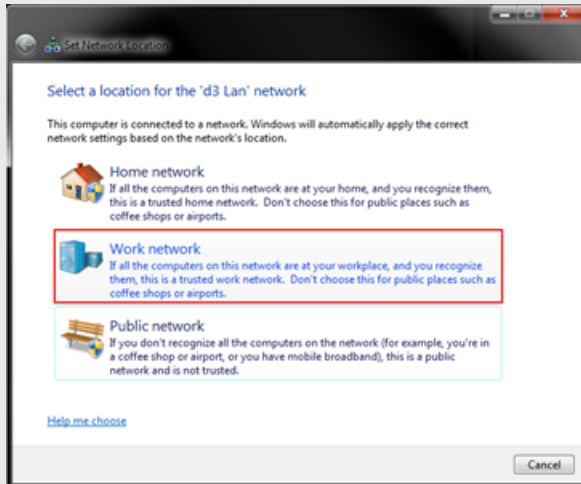 Set Network Location
Select a location for the 'd3 Lan' network
This computer is connected to a network. Windows will automatically apply the correct
network settings based on the network's location.
Home network
If all the computers on this network are at your home, and you recognize them,
this is a trusted home network. Don't choose this for public places such as
coffee shops or airports.
Work network
If all the computers on this network are at your workplace, and you recognize
them, this is a trusted work network. Don't choose this for public places such as
coffee shops or airports.
Public network
If you don't recognize all the computers on the network (for example, you're in
a coffee shop or airport, or you have mobile broadband), this is a public
network and is not trusted.
Help me choose
Cancel